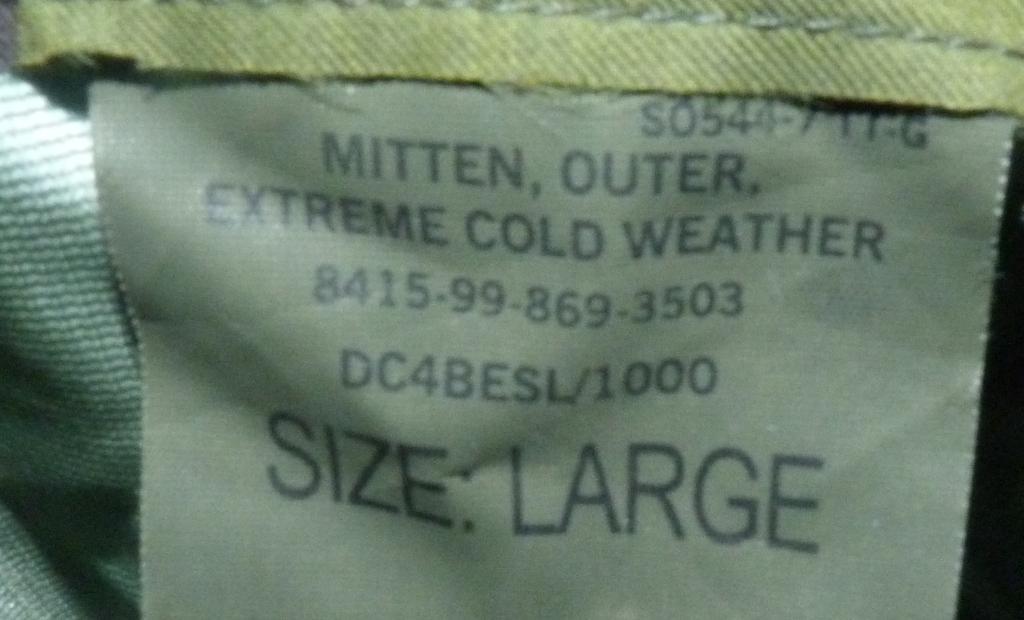 MITTEN, OUTER,
EXTREME COLD WEATHER
8415-99-869-3503
DC4BESL/1000
SIZE: LARGE